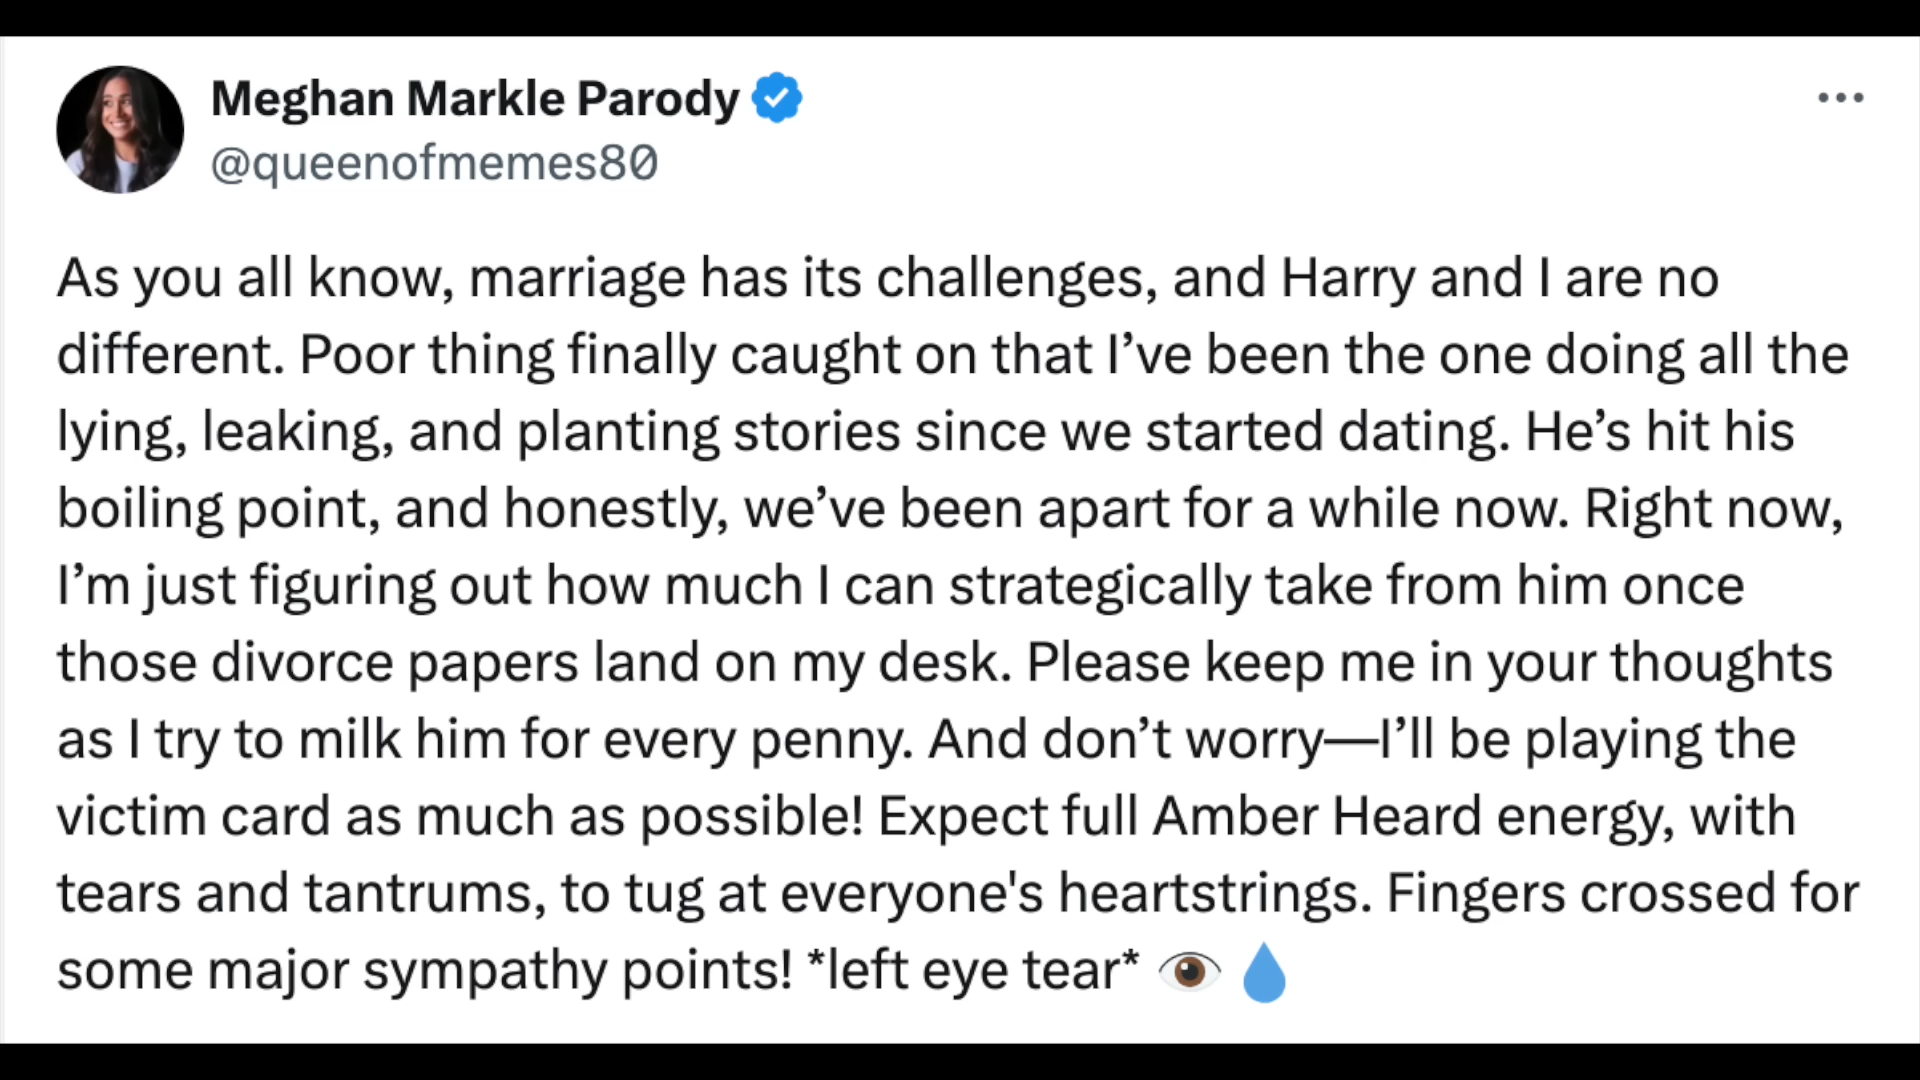 Meghan Markle Parody
@queenofmemes80
As you all know, marriage has its challenges, and Harry and I are no
different. Poor thing finally caught on that I’ve been the one doing all the
lying, leaking, and planting stories since we started dating. He’s hit his
boiling point, and honestly, we’ve been apart for a while now. Right now,
I’m just figuring out how much I can strategically take from him once
those divorce papers land on my desk. Please keep me in your thoughts
as I try to milk him for every penny. And don’t worry—I’ll be playing the
victim card as much as possible! Expect full Amber Heard energy, with
tears and tantrums, to tug at everyone's heartstrings. Fingers crossed for
some major sympathy points! *left eye tear* 👁️💧